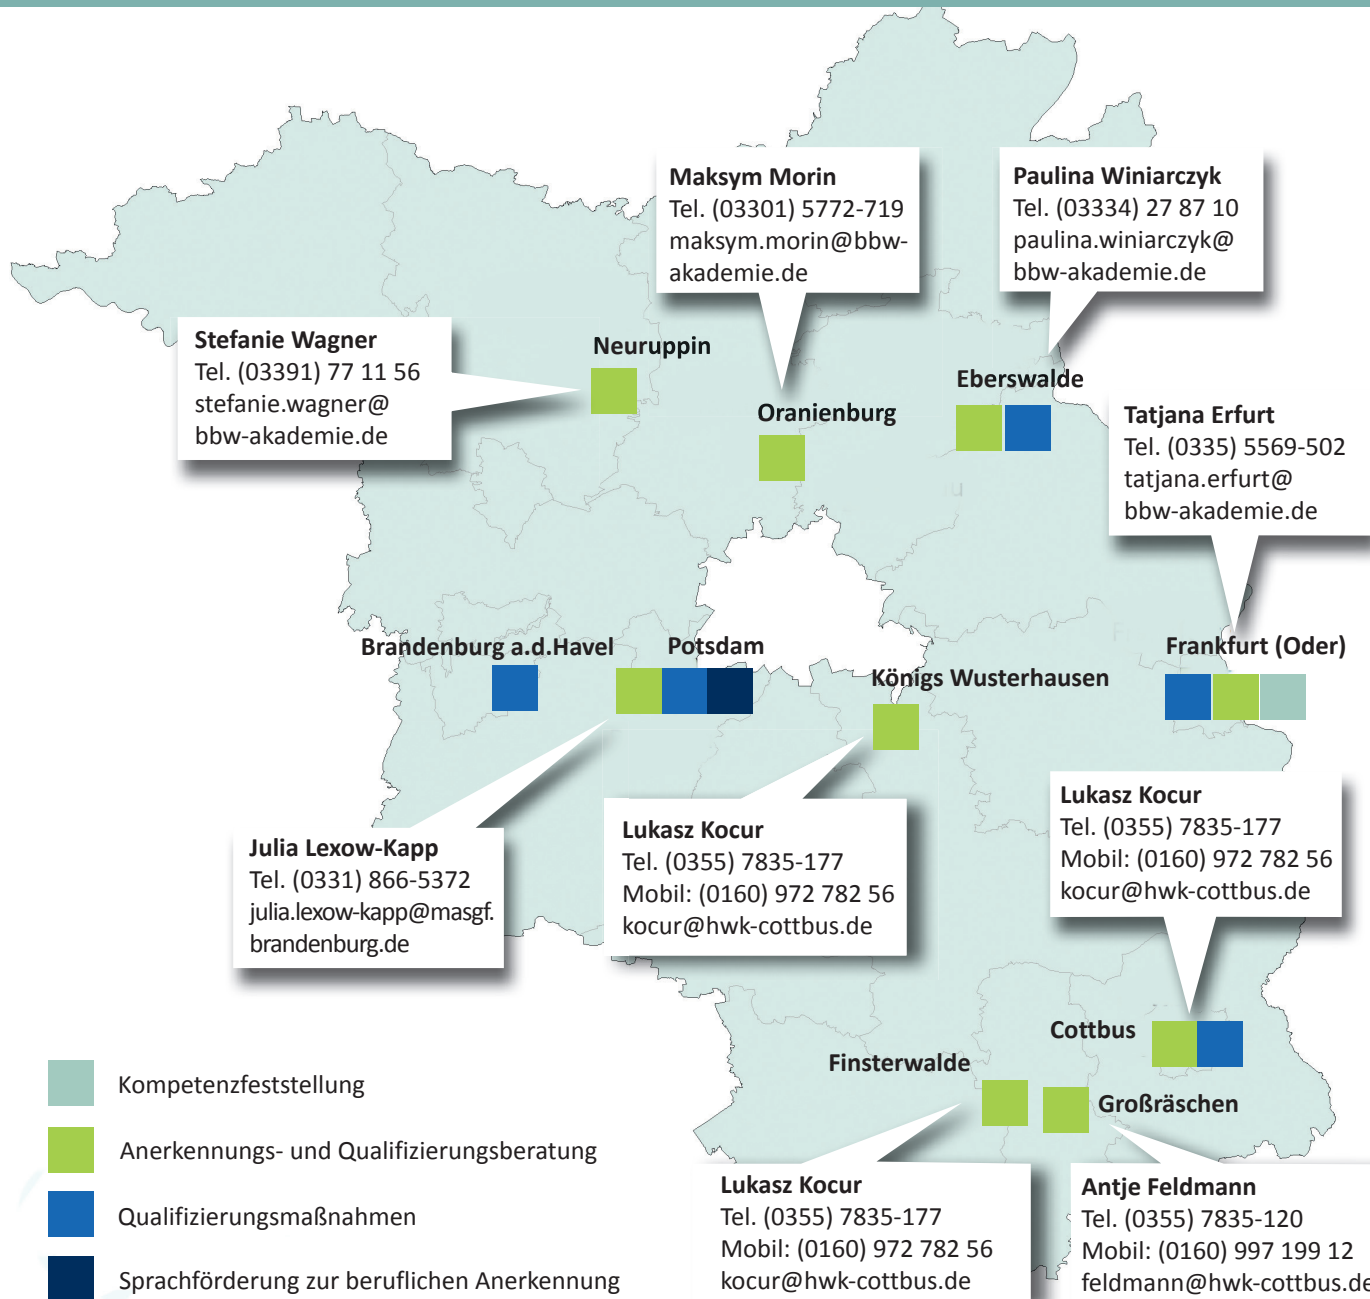 Maksym Morin
Tel. (03301) 5772-719
maksym.morin@bbw-
akademie.de
Paulina Winiarczyk
Tel. (03334) 27 87 10
paulina.winiarczyk@
bbw-akademie.de
Stefanie Wagner
Tel. (03391) 77 11 56
stefanie.wagner@
bbw-akademie.de
Neuruppin
Oranienburg
Eberswalde
Tatjana Erfurt
Tel. (0335) 5569-502
tatjana.erfurt@
bbw-akademie.de
Brandenburg a.d.Havel
Potsdam
Königs Wusterhausen
Frankfurt (Oder)
Julia Lexow-Kapp
Tel. (0331) 866-5372
julia.lexow-kapp@masgf.
brandenburg.de
Lukasz Kocur
Tel. (0355) 7835-177
Mobil: (0160) 972 782 56
kocur@hwk-cottbus.de
Lukasz Kocur
Tel. (0355) 7835-177
Mobil: (0160) 972 782 56
kocur@hwk-cottbus.de
Cottbus
Finsterwalde
Großräschen
Lukasz Kocur
Tel. (0355) 7835-177
Mobil: (0160) 972 782 56
kocur@hwk-cottbus.de
Antje Feldmann
Tel. (0355) 7835-120
Mobil: (0160) 997 199 12
feldmann@hwk-cottbus.de
Kompetenzfeststellung
Anerkennungs- und Qualifizierungsberatung
Qualifizierungsmaßnahmen
Sprachförderung zur beruflichen Anerkennung